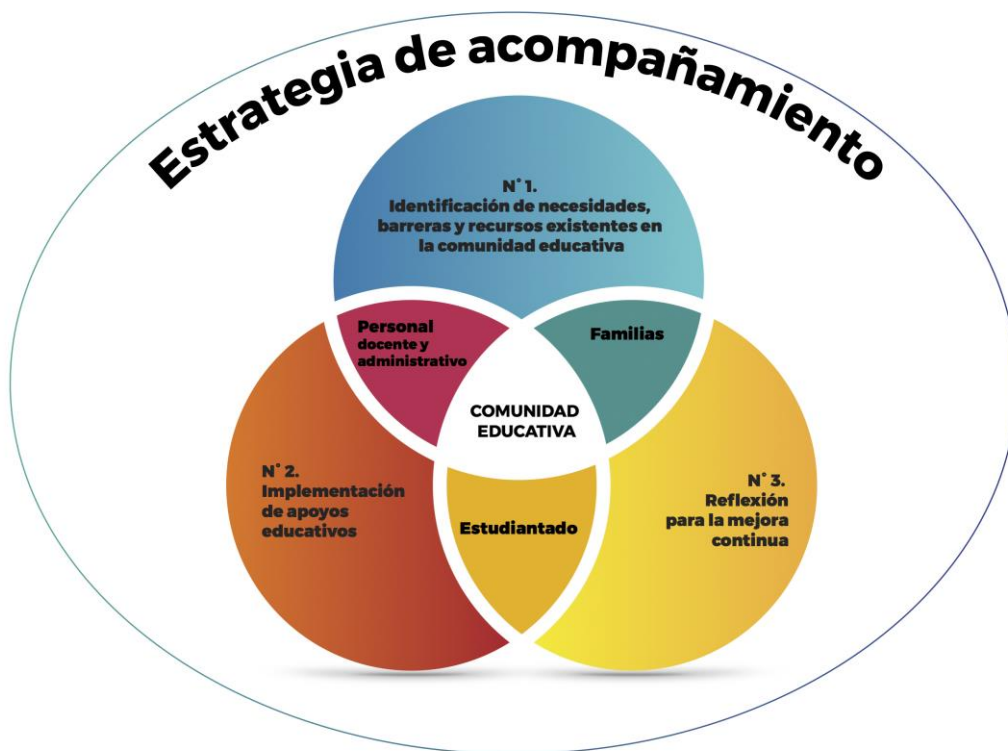 Estrategia de acompañamiento
N° 1.
Identificación de necesidades,
barreras y recursos existentes en
la comunidad educativa
Personal
docente y
administrativo
Familias
COMUNIDAD
EDUCATIVA
N° 2.
Implementación
de apoyos
educativos
N° 3.
Reflexión
para la mejora
continua
Estudiantado